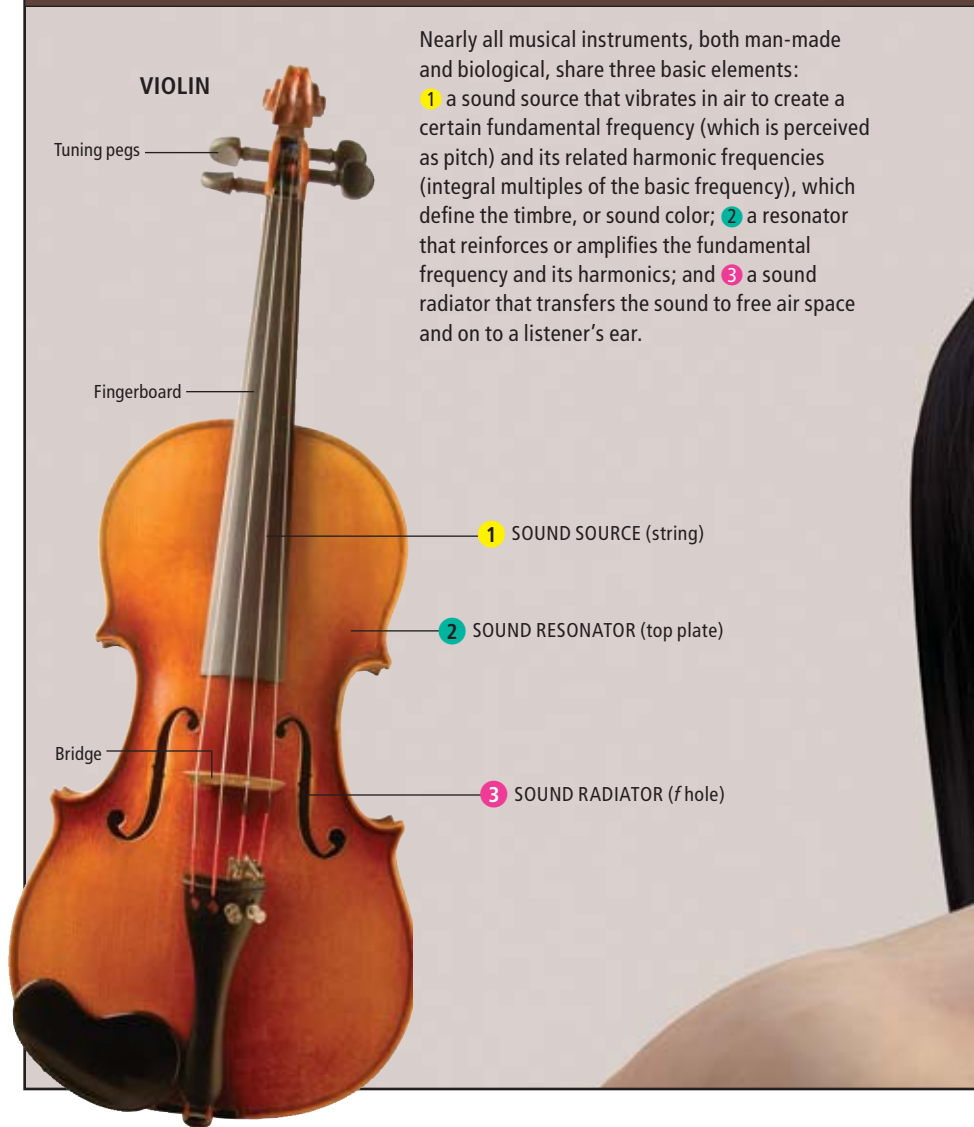 VIOLIN
Tuning pegs
Nearly all musical instruments, both man-made
and biological, share three basic elements:
1 a sound source that vibrates in air to create a
certain fundamental frequency (which is perceived
as pitch) and its related harmonic frequencies
(integral multiples of the basic frequency), which
define the timbre, or sound color; 2 a resonator
that reinforces or amplifies the fundamental
frequency and its harmonics; and 3 a sound
radiator that transfers the sound to free air space
and on to a listener’s ear.
Fingerboard
1 SOUND SOURCE (string)
2 SOUND RESONATOR (top plate)
Bridge
3 SOUND RADIATOR (f hole)